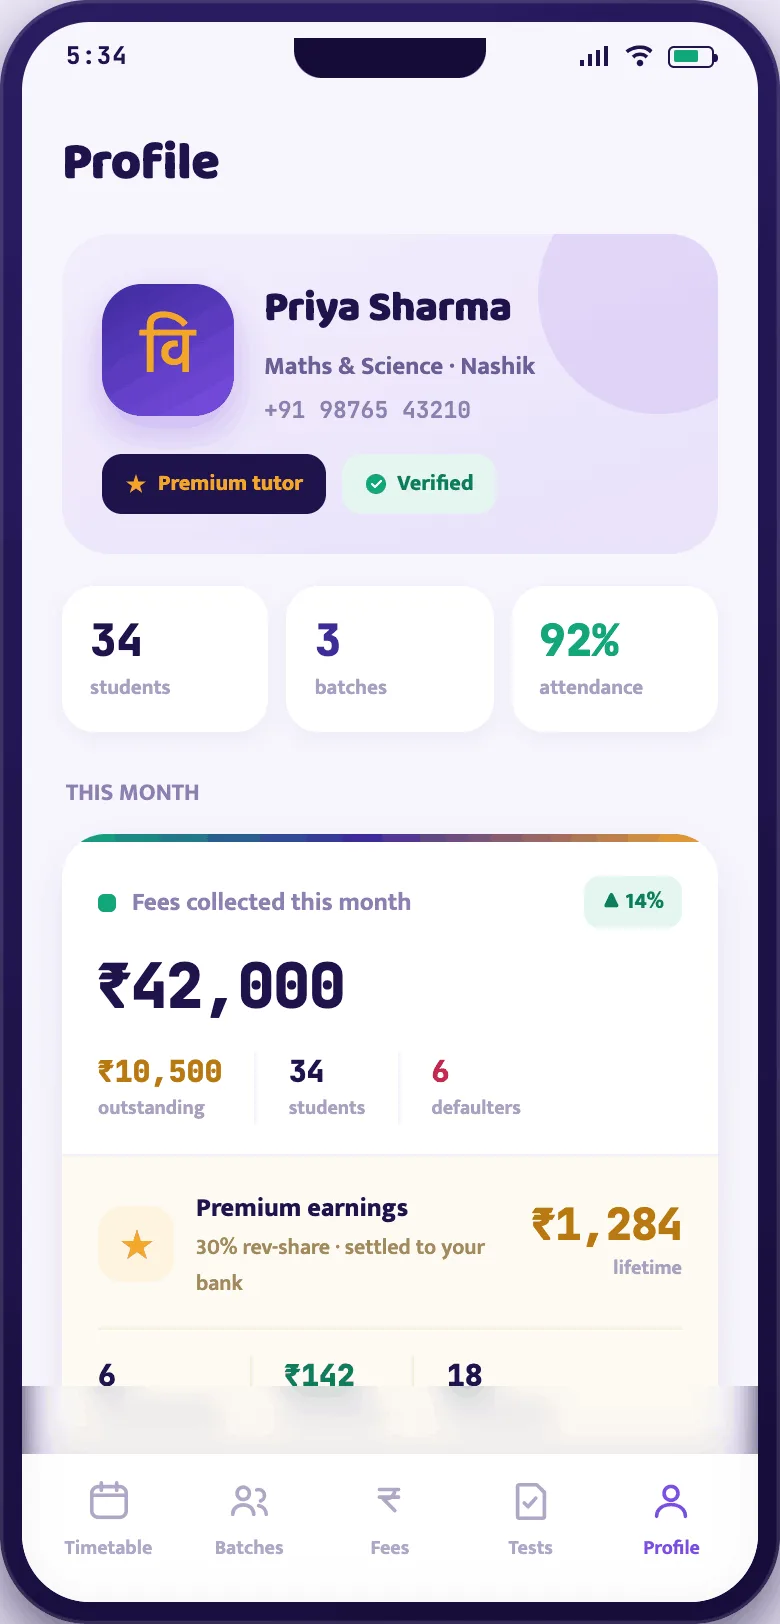 5:34
Profile
वि
Priya Sharma
Maths & Science · Nashik
+91 98765 43210
★ Premium tutor
Verified
34
students
3
batches
92%
attendance
THIS MONTH
Fees collected this month
▲ 14%
₹42,000
₹10,500
outstanding
34
students
6
defaulters
Premium earnings
30% rev-share · settled to your
bank
₹1,284
lifetime
6
₹142
18
Timetable
Batches
₹
Fees
Tests
Profile